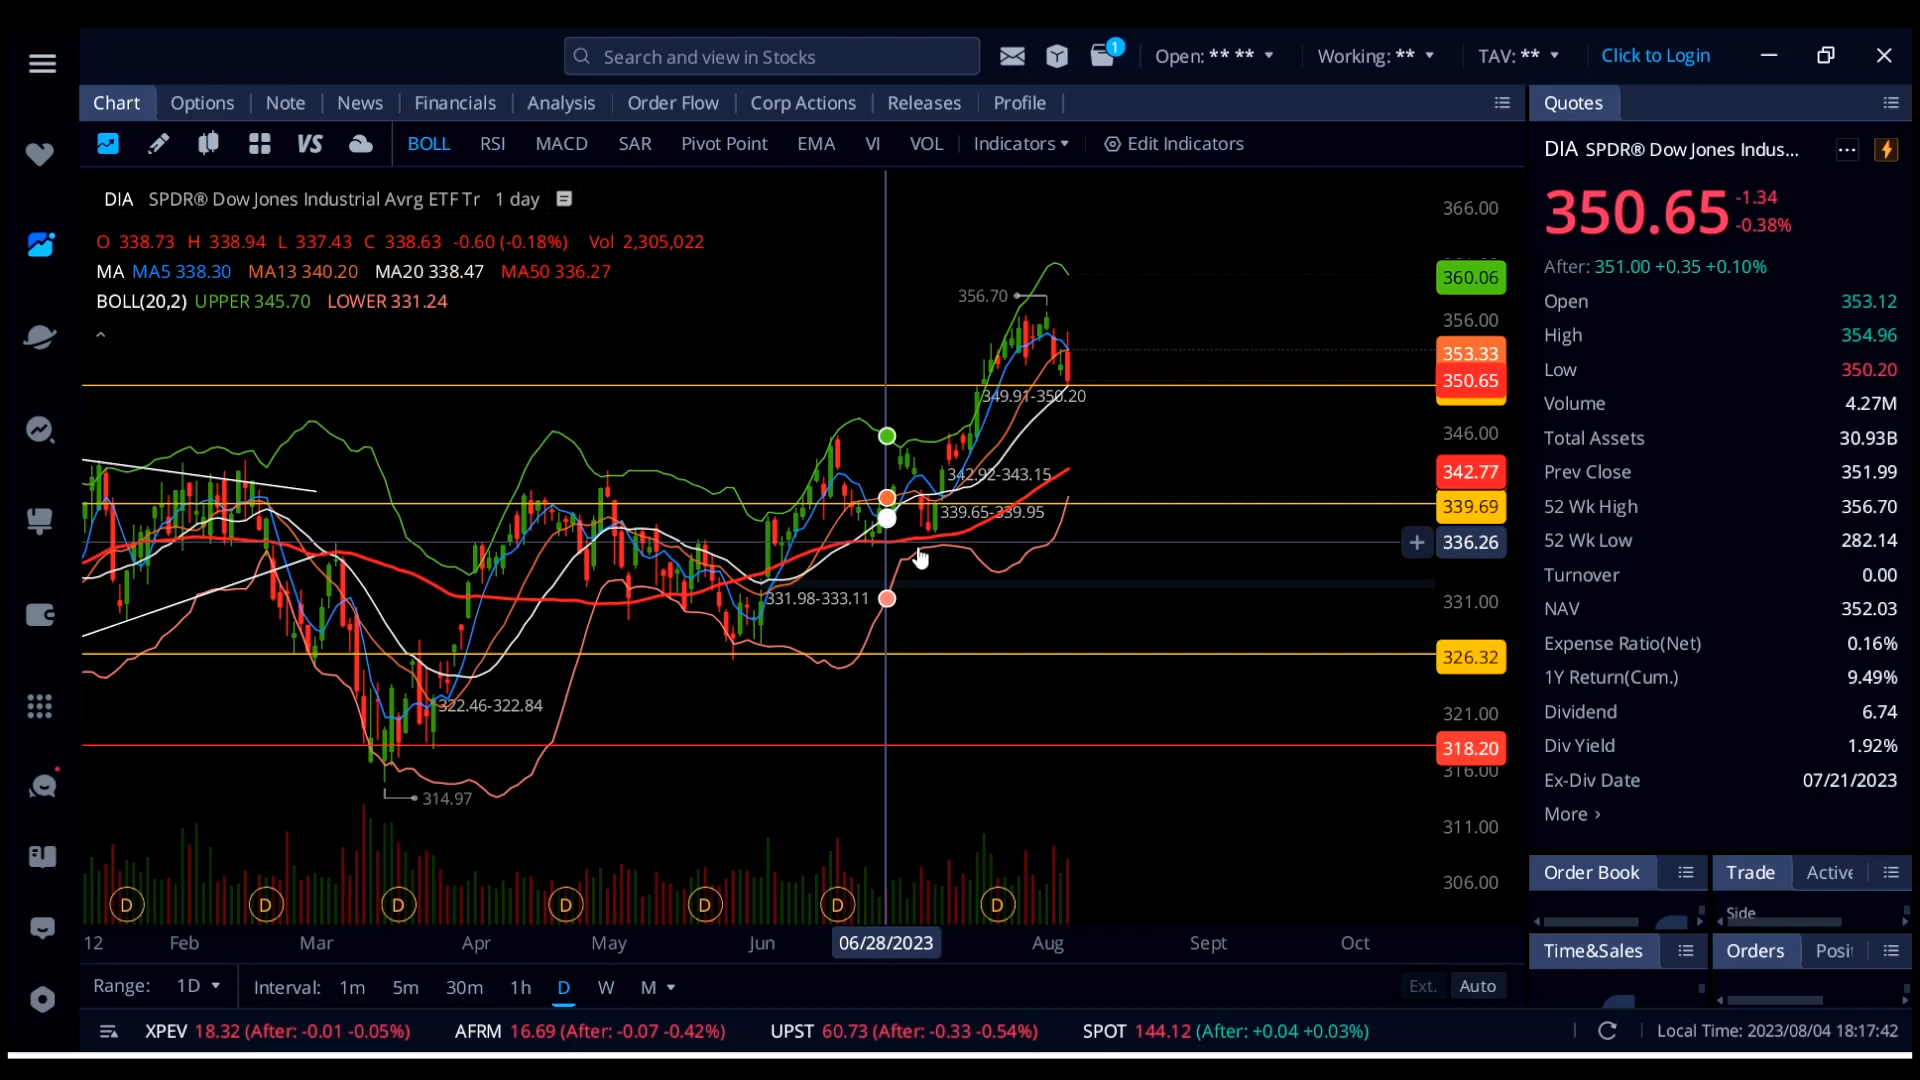 Search and view in Stocks
1
Open: ** **
Working: **
TAV: **
Click to Login
Chart Options Note News Financials Analysis Order Flow Corp Actions Releases Profile
Quotes
VS BOLL RSI MACD SAR Pivot Point EMA VI VOL Indicators Edit Indicators
DIA SPDR® Dow Jones Indus...
DIA SPDR® Dow Jones Industrial Avrg ETF Tr 1 day
O 338.73 H 338.94 L 337.43 C 338.63 -0.60 (-0.18%) Vol 2,305,022
MA MA5 338.30 MA13 340.20 MA20 338.47 MA50 336.27
BOLL(20,2) UPPER 345.70 LOWER 331.24
366.00
360.06
356.00
353.33
350.65
346.00
342.77
339.69
336.26
331.00
326.32
321.00
318.20
316.00
311.00
306.00
356.70
349.91-350.20
342.92-343.15
339.65-339.95
331.98-333.11
322.46-322.84
314.97
D D D D D D D
12 Feb Mar Apr May Jun 06/28/2023 Aug Sept Oct
Range: 1D Interval: 1m 5m 30m 1h D W M Ext. Auto
350.65 -1.34
-0.38%
After: 351.00 +0.35 +0.10%
Open 353.12
High 354.96
Low 350.20
Volume 4.27M
Total Assets 30.93B
Prev Close 351.99
52 Wk High 356.70
52 Wk Low 282.14
Turnover 0.00
NAV 352.03
Expense Ratio(Net) 0.16%
1Y Return(Cum.) 9.49%
Dividend 6.74
Div Yield 1.92%
Ex-Div Date 07/21/2023
More
Order Book Trade Active
Side
Time&Sales Orders Posi
XPEV 18.32 (After: -0.01 -0.05%) AFRM 16.69 (After: -0.07 -0.42%) UPST 60.73 (After: -0.33 -0.54%) SPOT 144.12 (After: +0.04 +0.03%) Local Time: 2023/08/04 18:17:42